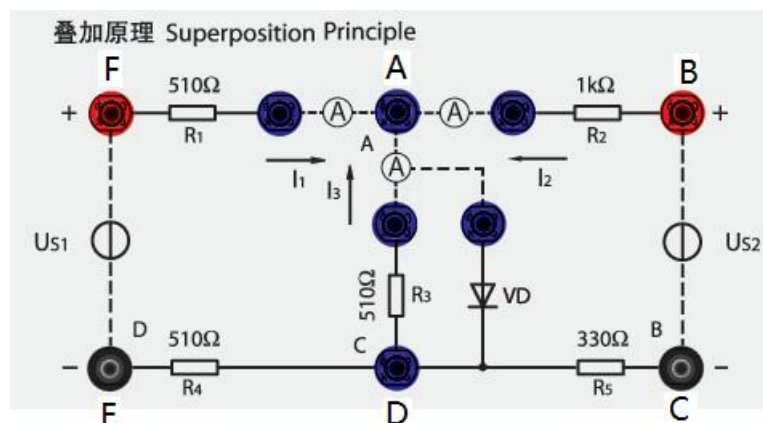 叠加原理 Superposition Principle
F A B
510Ω 1kΩ
+ A A +
R1 R2
A
A
I1 I3 I2
US1 US2
510Ω R3 VD
D 510Ω C 330Ω B
- R4 R5 -
E D C